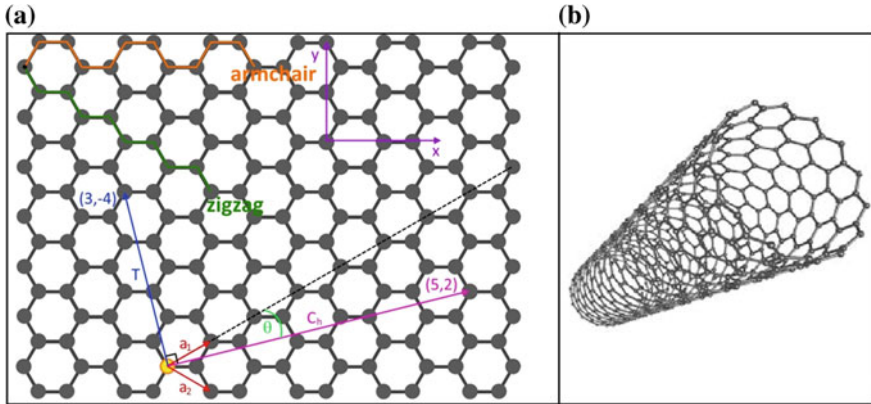 (a)
(b)
y
armchair
x
(3,-4)
zigzag
T
(5,2)
θ
Cₕ
a₁
a₂